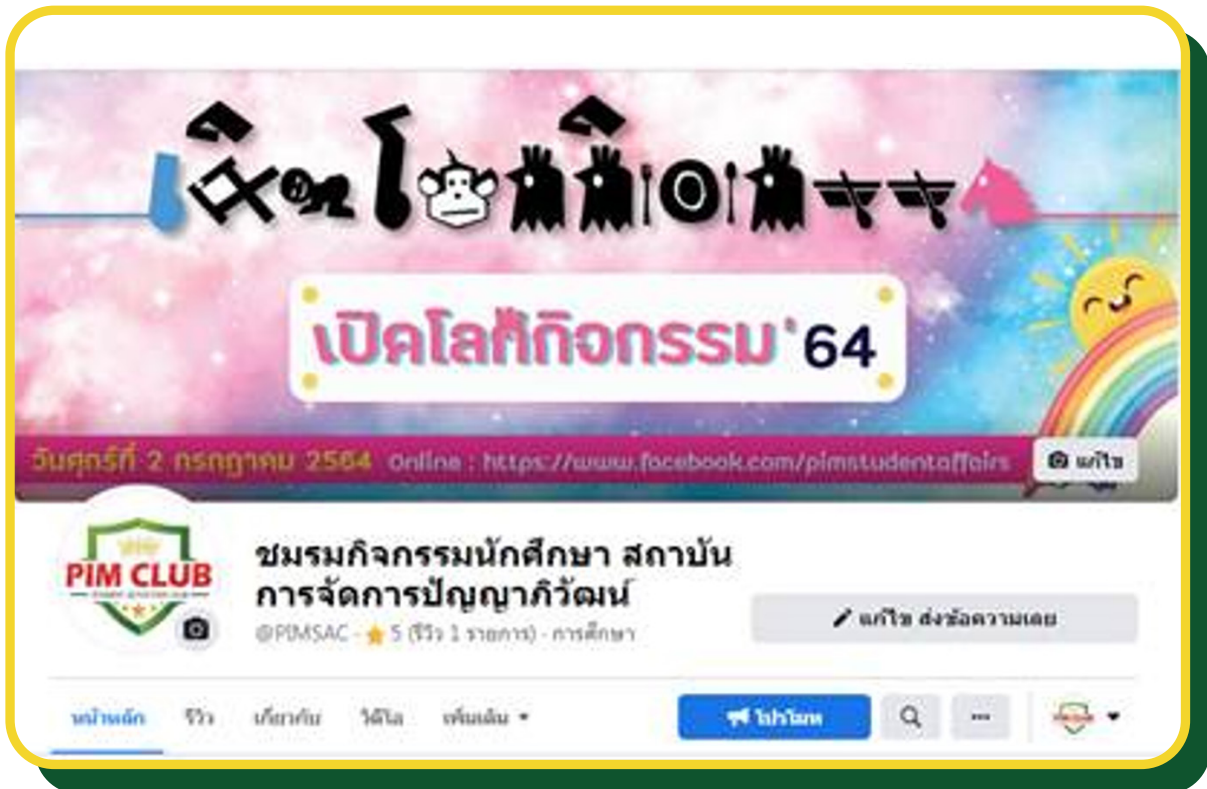 เปิดโลกกิจกรรม'64
วันศุกร์ที่ 2 กรกฎาคม 2564 Online : https://www.facebook.com/pimstudentaffairs
แก้ไข
PIM CLUB
ชมรมกิจกรรมนักศึกษา สถาบัน
การจัดการปัญญาภิวัฒน์
@PIMSAC · 5 (รีวิว 1 รายการ) · การศึกษา
แก้ไข ส่งข้อความเลย
หน้าหลัก รีวิว เกี่ยวกับ วิดีโอ เพิ่มเติม
โปรโมท